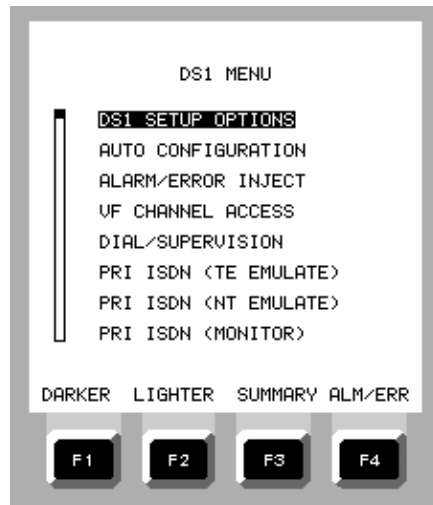 DS1 MENU
DS1 SETUP OPTIONS
AUTO CONFIGURATION
ALARM/ERROR INJECT
VF CHANNEL ACCESS
DIAL/SUPERVISION
PRI ISDN (TE EMULATE)
PRI ISDN (NT EMULATE)
PRI ISDN (MONITOR)
DARKER LIGHTER SUMMARY ALM/ERR
F1 F2 F3 F4